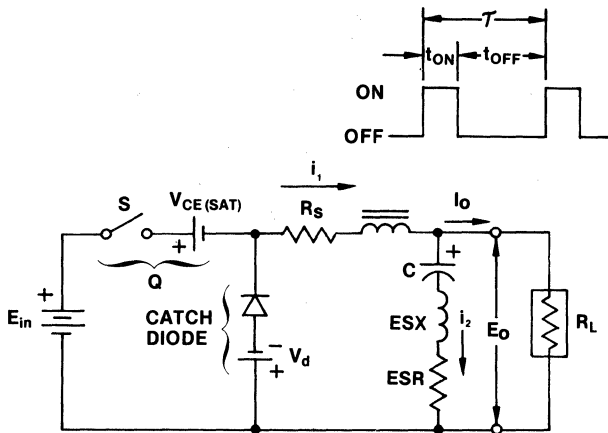 τ
tON tOFF
ON
OFF
i1
IO
S
VCE (SAT)
RS
+
Q
+
Ein
CATCH
DIODE
−
Vd
+
+
C
ESX
i2
ESR
EO
RL